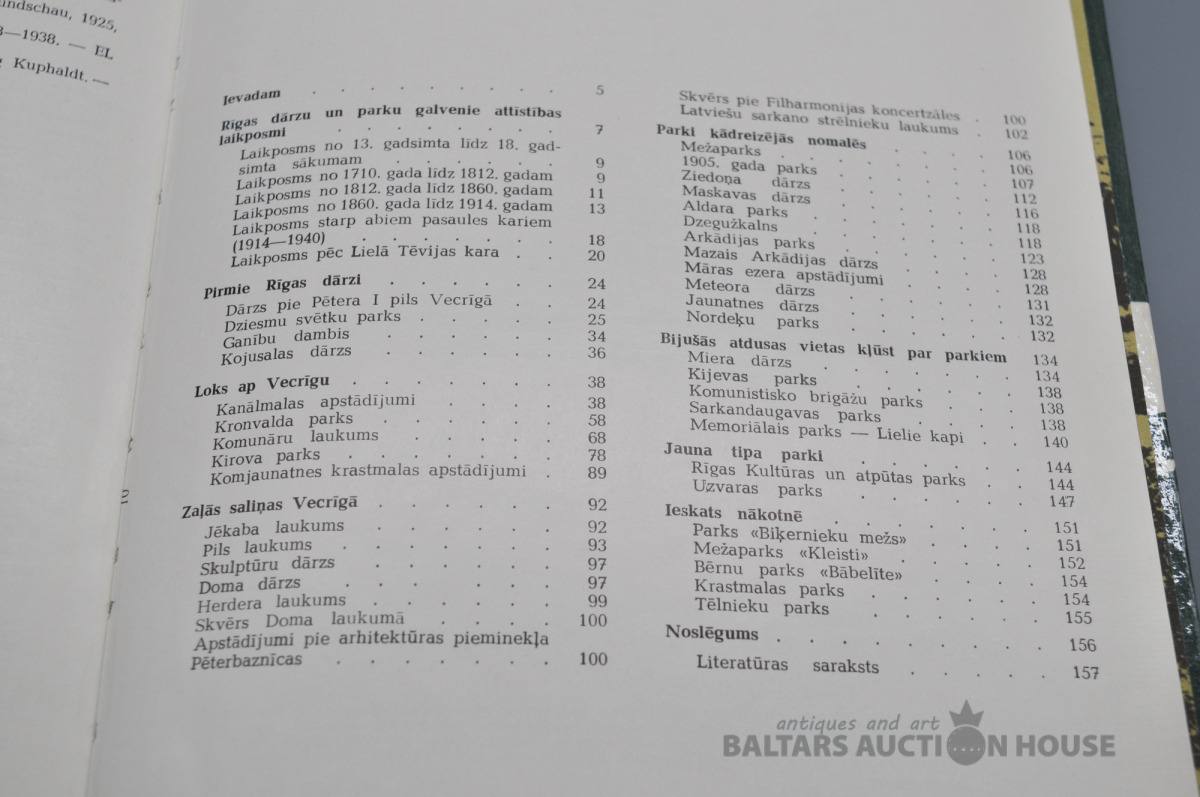 undschau, 1925,
—1938. — EL
Kuphaldt. —
Ievadam . . . . . . . . . 5
Rīgas dārzu un parku galvenie attīstības
laikposmi . . . . . . . . 7
Laikposms no 13. gadsimta līdz 18. gad-
simta sākumam . . . . . . 9
Laikposms no 1710. gada līdz 1812. gadam 9
Laikposms no 1812. gada līdz 1860. gadam 11
Laikposms no 1860. gada līdz 1914. gadam 13
Laikposms starp abiem pasaules kariem
(1914—1940) . . . . . . . 18
Laikposms pēc Lielā Tēvijas kara . . 20
Pirmie Rīgas dārzi . . . . . . 24
Dārzs pie Pētera I pils Vecrīgā . . 24
Dziesmu svētku parks . . . . . 25
Ganību dambis . . . . . . 34
Kojusalas dārzs . . . . . . 36
Loks ap Vecrīgu . . . . . . . 38
Kanālmalas apstādījumi . . . . 38
Kronvalda parks . . . . . . 58
Komunāru laukums . . . . . 68
Kirova parks . . . . . . . 78
Komjaunatnes krastmalas apstādījumi . 89
Zaļās saliņas Vecrīgā . . . . . . 92
Jēkaba laukums . . . . . . 92
Pils laukums . . . . . . . 93
Skulptūru dārzs . . . . . . 97
Doma dārzs . . . . . . . 97
Herdera laukums . . . . . . 99
Skvērs Doma laukumā . . . . 100
Apstādījumi pie arhitektūras pieminekļa
Pēterbaznīcas . . . . . . . 100
Skvērs pie Filharmonijas koncertzāles . 100
Latviešu sarkano strēlnieku laukums . 102
Parki kādreizējās nomalēs . . . . 106
Mežaparks . . . . . . . 106
1905. gada parks . . . . . 107
Ziedoņa dārzs . . . . . 112
Maskavas dārzs . . . . . 116
Aldara parks . . . . . . 118
Dzegužkalns . . . . . . 118
Arkādijas parks . . . . . 123
Mazais Arkādijas dārzs . . . . 128
Māras ezera apstādījumi . . . . 128
Meteora dārzs . . . . . 131
Jaunatnes dārzs . . . . . 132
Nordeķu parks . . . . . 132
Bijušās atdusas vietas kļūst par parkiem 134
Miera dārzs . . . . . . 134
Kijevas parks . . . . . 138
Komunistisko brigāžu parks . . . 138
Sarkandaugavas parks . . . . 138
Memoriālais parks — Lielie kapi . . 140
Jauna tipa parki . . . . . . 144
Rīgas Kultūras un atpūtas parks . . 144
Uzvaras parks . . . . . 147
Ieskats nākotnē . . . . . . 151
Parks «Biķernieku mežs» . . . . 151
Mežaparks «Kleisti» . . . . . 152
Bērnu parks «Bābelīte» . . . . 154
Krastmalas parks . . . . . 154
Tēlnieku parks . . . . . 155
Noslēgums . . . . . . . 156
Literatūras saraksts . . . . . 157
antiques and art
BALTARS AUCTION HOUSE